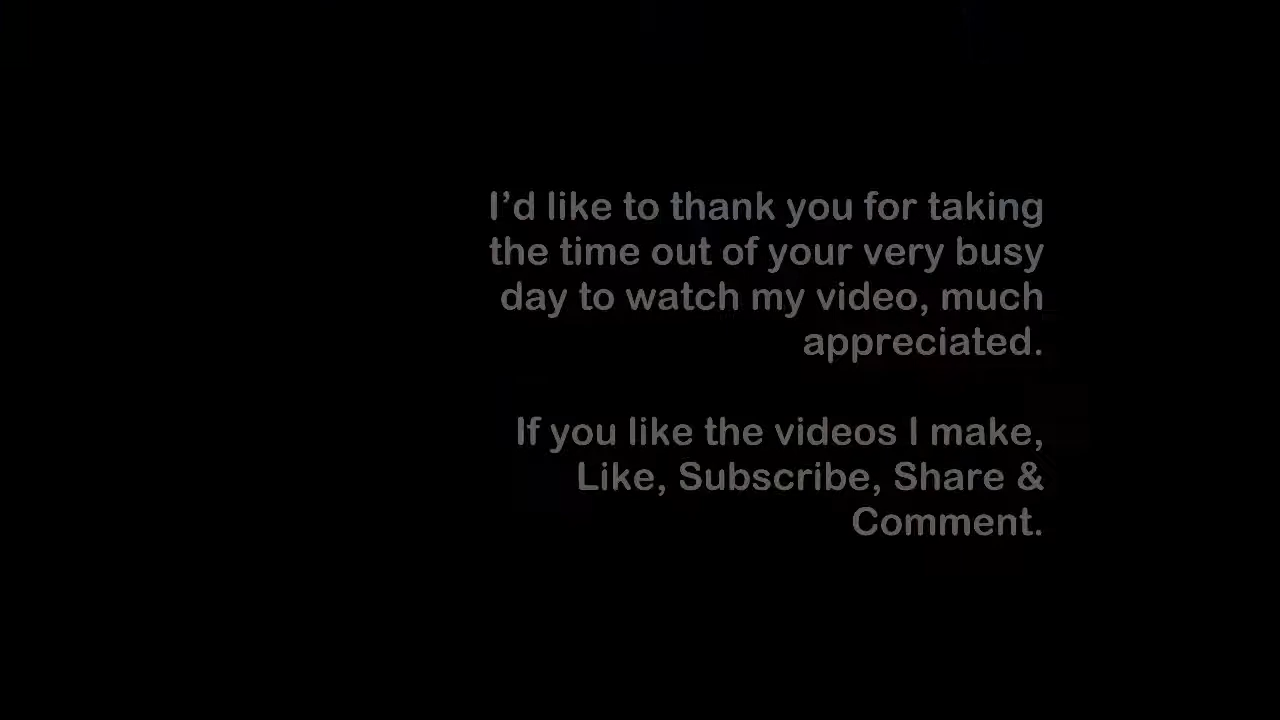 I’d like to thank you for taking
the time out of your very busy
day to watch my video, much
appreciated.
If you like the videos I make,
Like, Subscribe, Share &
Comment.